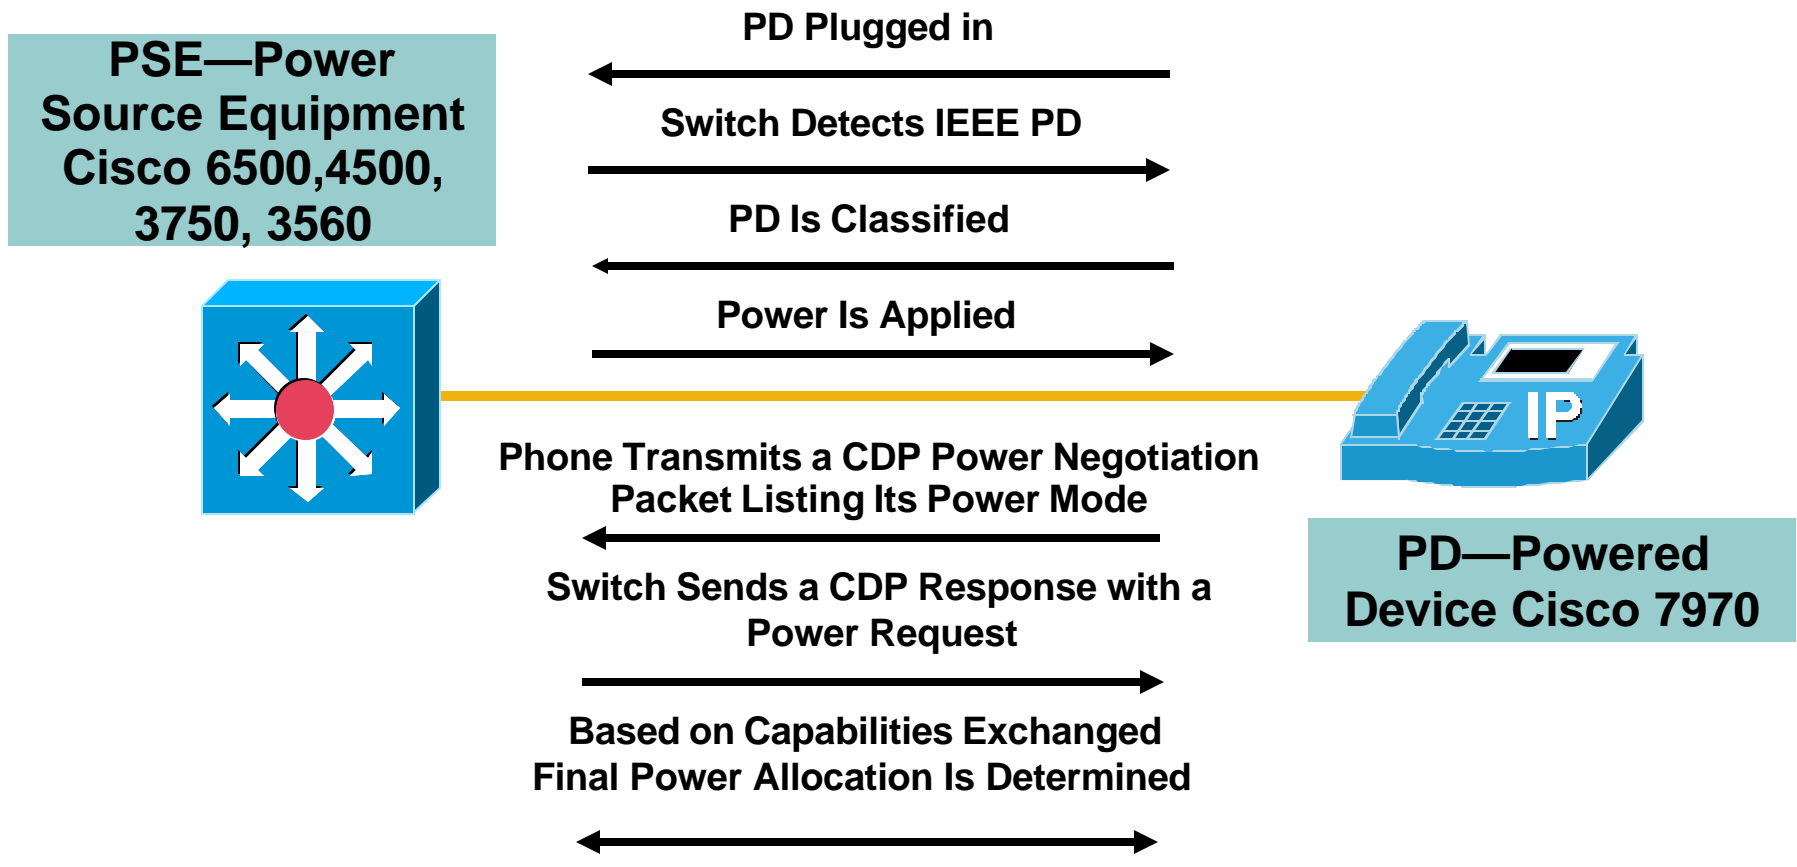 PD Plugged in
PSE—Power
Source Equipment
Cisco 6500,4500,
3750, 3560
Switch Detects IEEE PD
PD Is Classified
Power Is Applied
IP
Phone Transmits a CDP Power Negotiation
Packet Listing Its Power Mode
PD—Powered
Device Cisco 7970
Switch Sends a CDP Response with a
Power Request
Based on Capabilities Exchanged
Final Power Allocation Is Determined